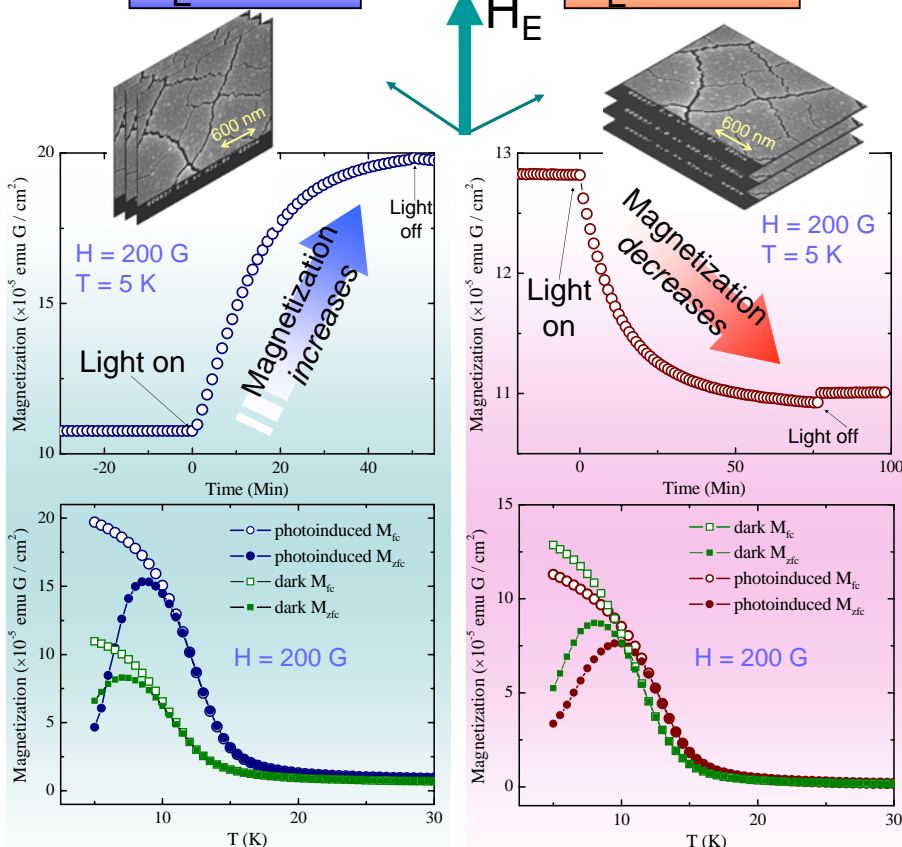 E
H_E
E
600 nm
600 nm
20
15
10
Magnetization (×10⁻⁵ emu G / cm²)
H = 200 G
T = 5 K
Light on
Magnetization
increases
Light
off
-20
0
20
40
Time (Min)
13
12
11
Magnetization (×10⁻⁵ emu G / cm²)
Light
on
Magnetization
decreases
H = 200 G
T = 5 K
Light off
0
50
100
Time (Min)
20
15
10
5
0
Magnetization (×10⁻⁵ emu G / cm²)
photoinduced M_fc
photoinduced M_zfc
dark M_fc
dark M_zfc
H = 200 G
10
20
30
T (K)
15
10
5
0
Magnetization (×10⁻⁵ emu G / cm²)
dark M_fc
dark M_zfc
photoinduced M_fc
photoinduced M_zfc
H = 200 G
10
20
30
T (K)